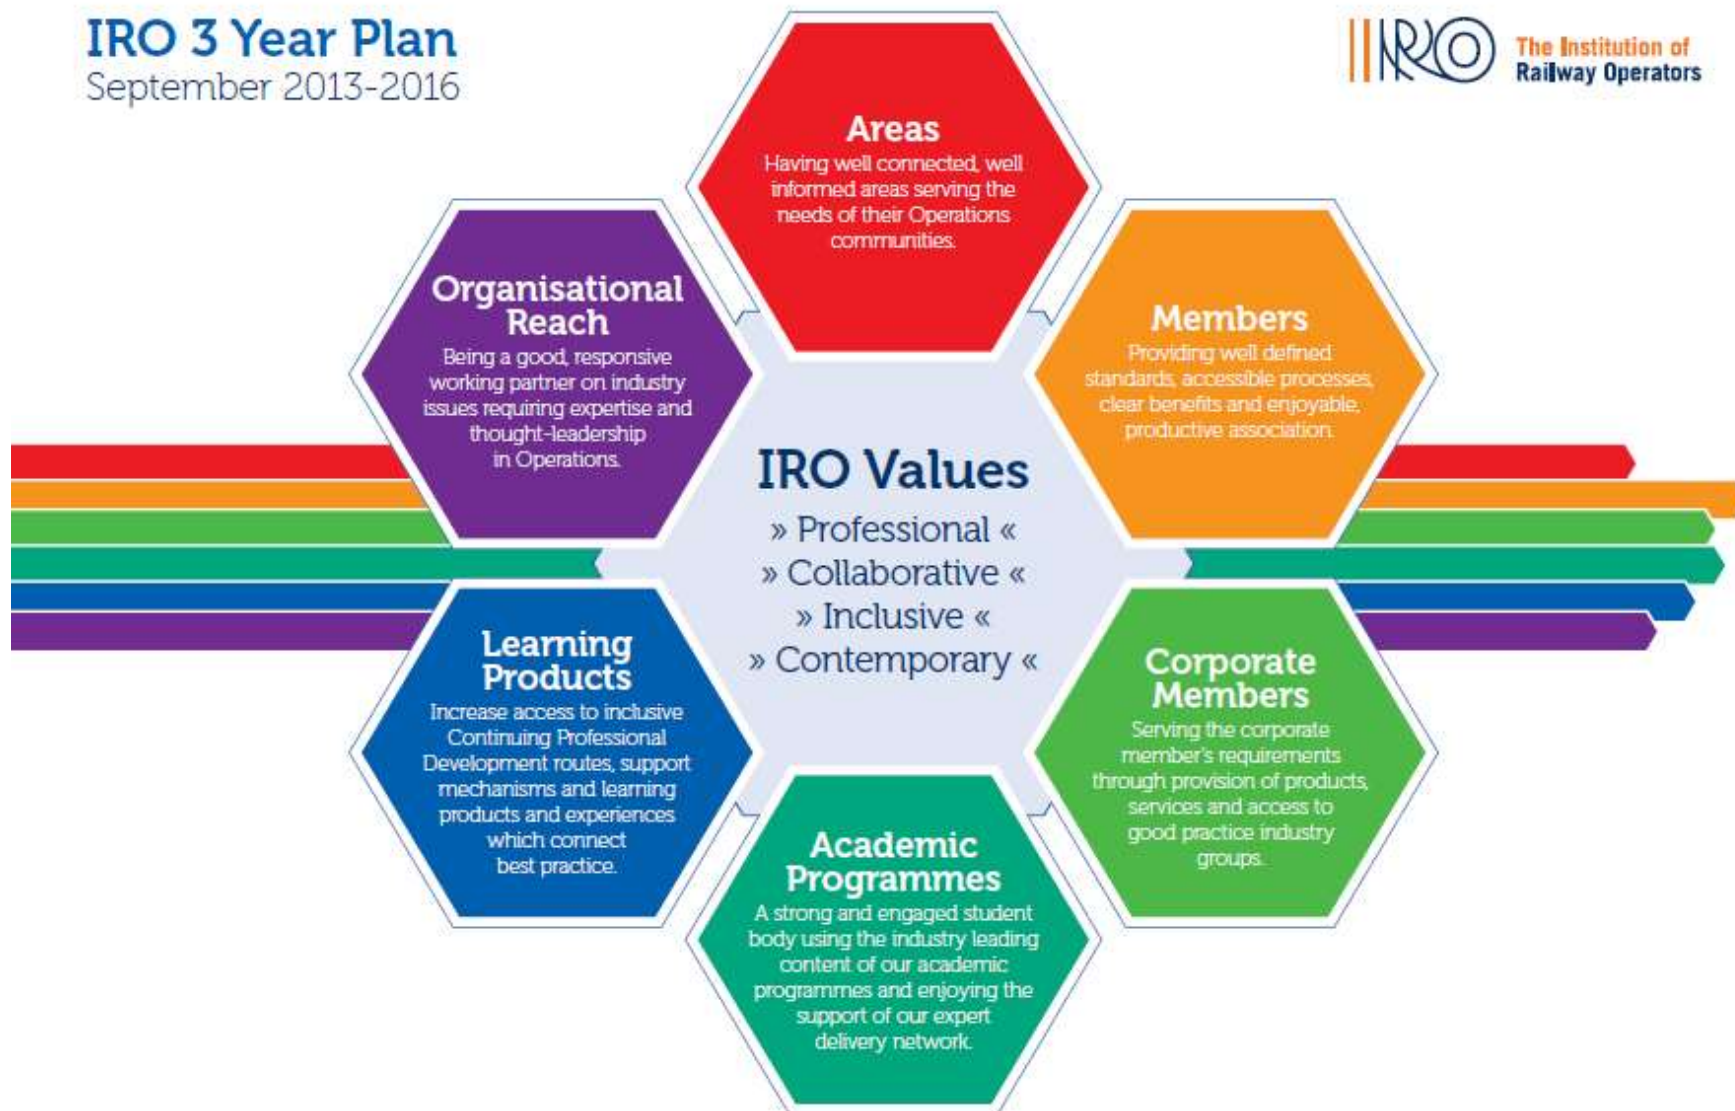 IRO 3 Year Plan
September 2013-2016
IRO
The Institution of
Railway Operators
Areas
Having well connected, well
informed areas serving the
needs of their Operations
communities.
Members
Providing well defined
standards, accessible processes,
clear benefits and enjoyable,
productive association.
Corporate
Members
Serving the corporate
member's requirements
through provision of products,
services and access to
good practice industry
groups.
Academic
Programmes
A strong and engaged student
body using the industry leading
content of our academic
programmes and enjoying the
support of our expert
delivery network.
Learning
Products
Increase access to inclusive
Continuing Professional
Development routes, support
mechanisms and learning
products and experiences
which connect
best practice.
Organisational
Reach
Being a good, responsive
working partner on industry
issues requiring expertise and
thought-leadership
in Operations.
IRO Values
» Professional «
» Collaborative «
» Inclusive «
» Contemporary «